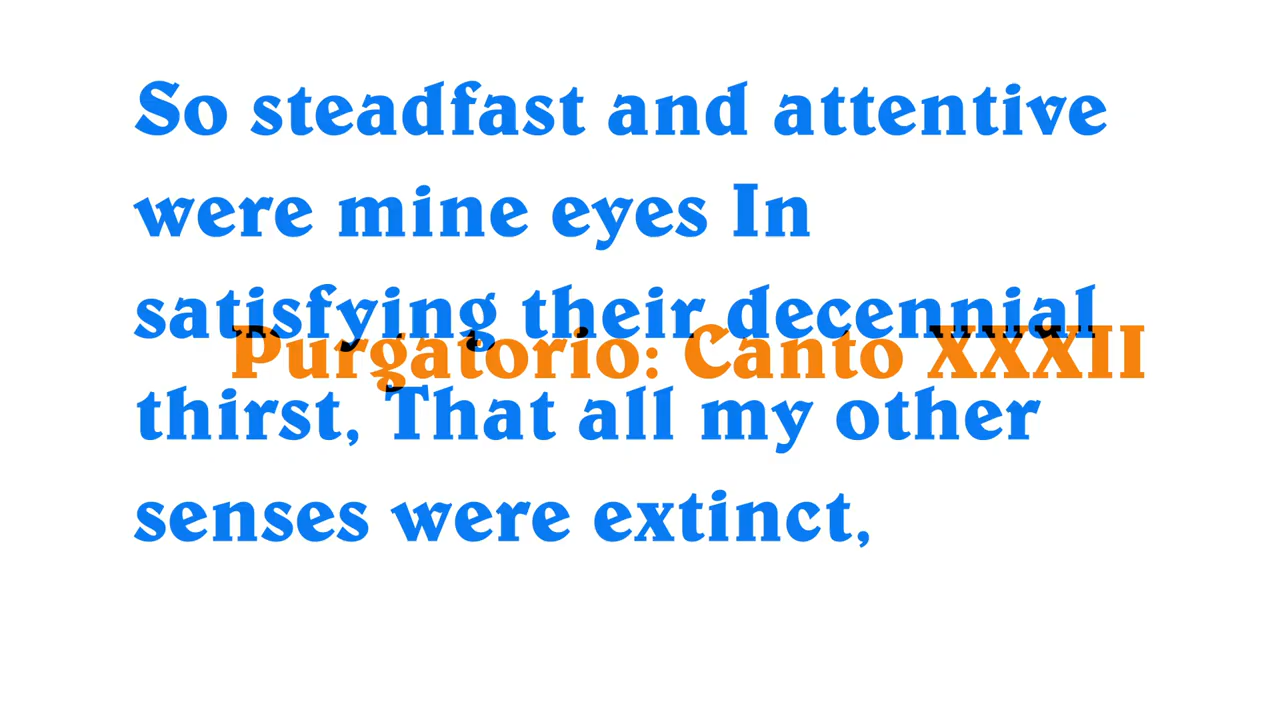 So steadfast and attentive
were mine eyes In
satisfying their decennial
Purgatorio: Canto XXXII
thirst, That all my other
senses were extinct,